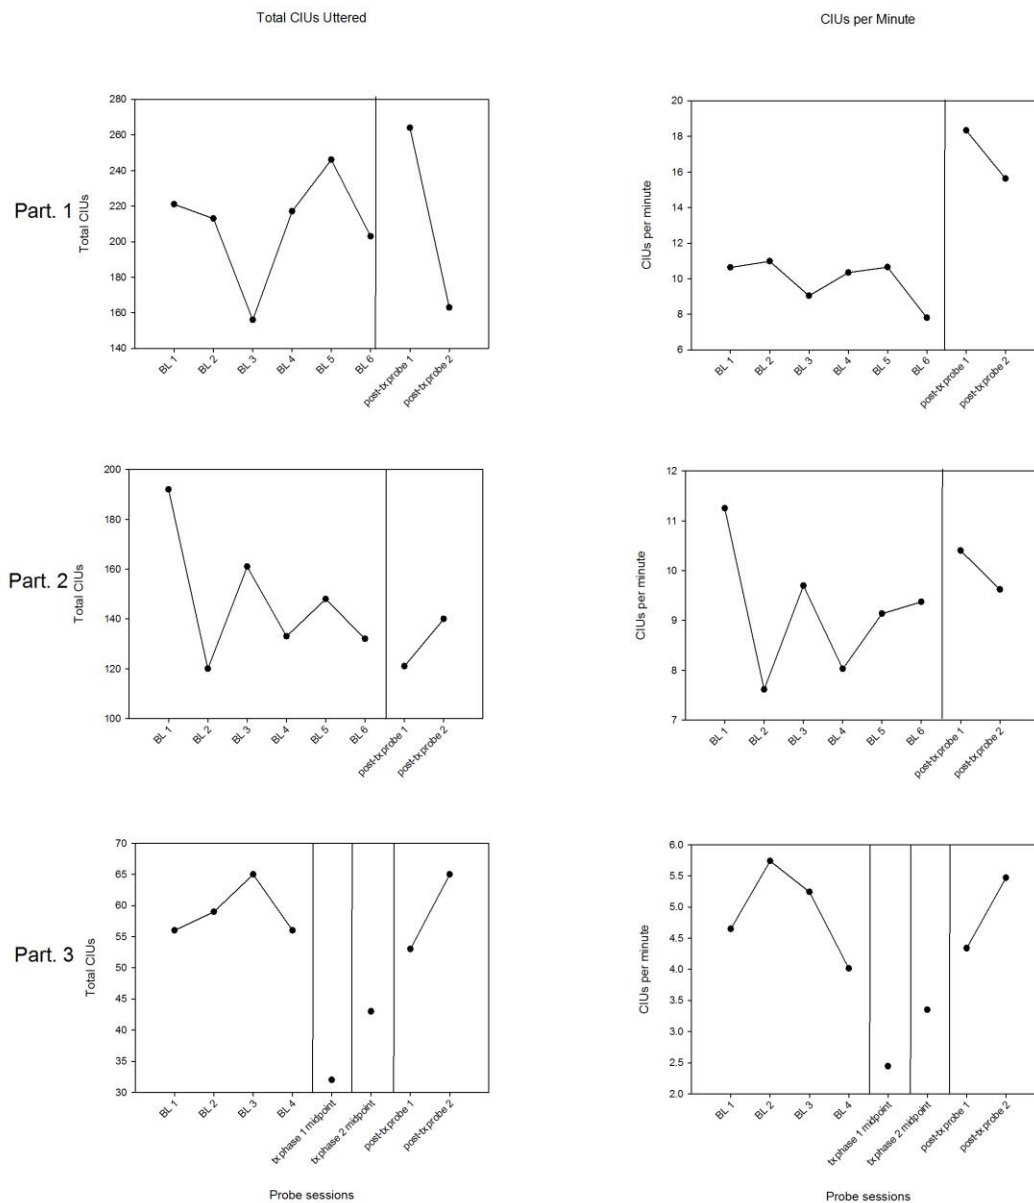 Total CIUs Uttered
CIUs per Minute
Part. 1
Total CIUs
280
260
240
220
200
180
160
140
BL 1
BL 2
BL 3
BL 4
BL 5
BL 6
post-tx probe 1
post-tx probe 2
CIUs per minute
20
18
16
14
12
10
8
6
BL 1
BL 2
BL 3
BL 4
BL 5
BL 6
post-tx probe 1
post-tx probe 2
Part. 2
Total CIUs
200
180
160
140
120
100
BL 1
BL 2
BL 3
BL 4
BL 5
BL 6
post-tx probe 1
post-tx probe 2
CIUs per minute
12
11
10
9
8
7
BL 1
BL 2
BL 3
BL 4
BL 5
BL 6
post-tx probe 1
post-tx probe 2
Part. 3
Total CIUs
70
65
60
55
50
45
40
35
30
BL 1
BL 2
BL 3
BL 4
tx phase 1 midpoint
tx phase 2 midpoint
post-tx probe 1
post-tx probe 2
Probe sessions
CIUs per minute
6.0
5.5
5.0
4.5
4.0
3.5
3.0
2.5
2.0
BL 1
BL 2
BL 3
BL 4
tx phase 1 midpoint
tx phase 2 midpoint
post-tx probe 1
post-tx probe 2
Probe sessions